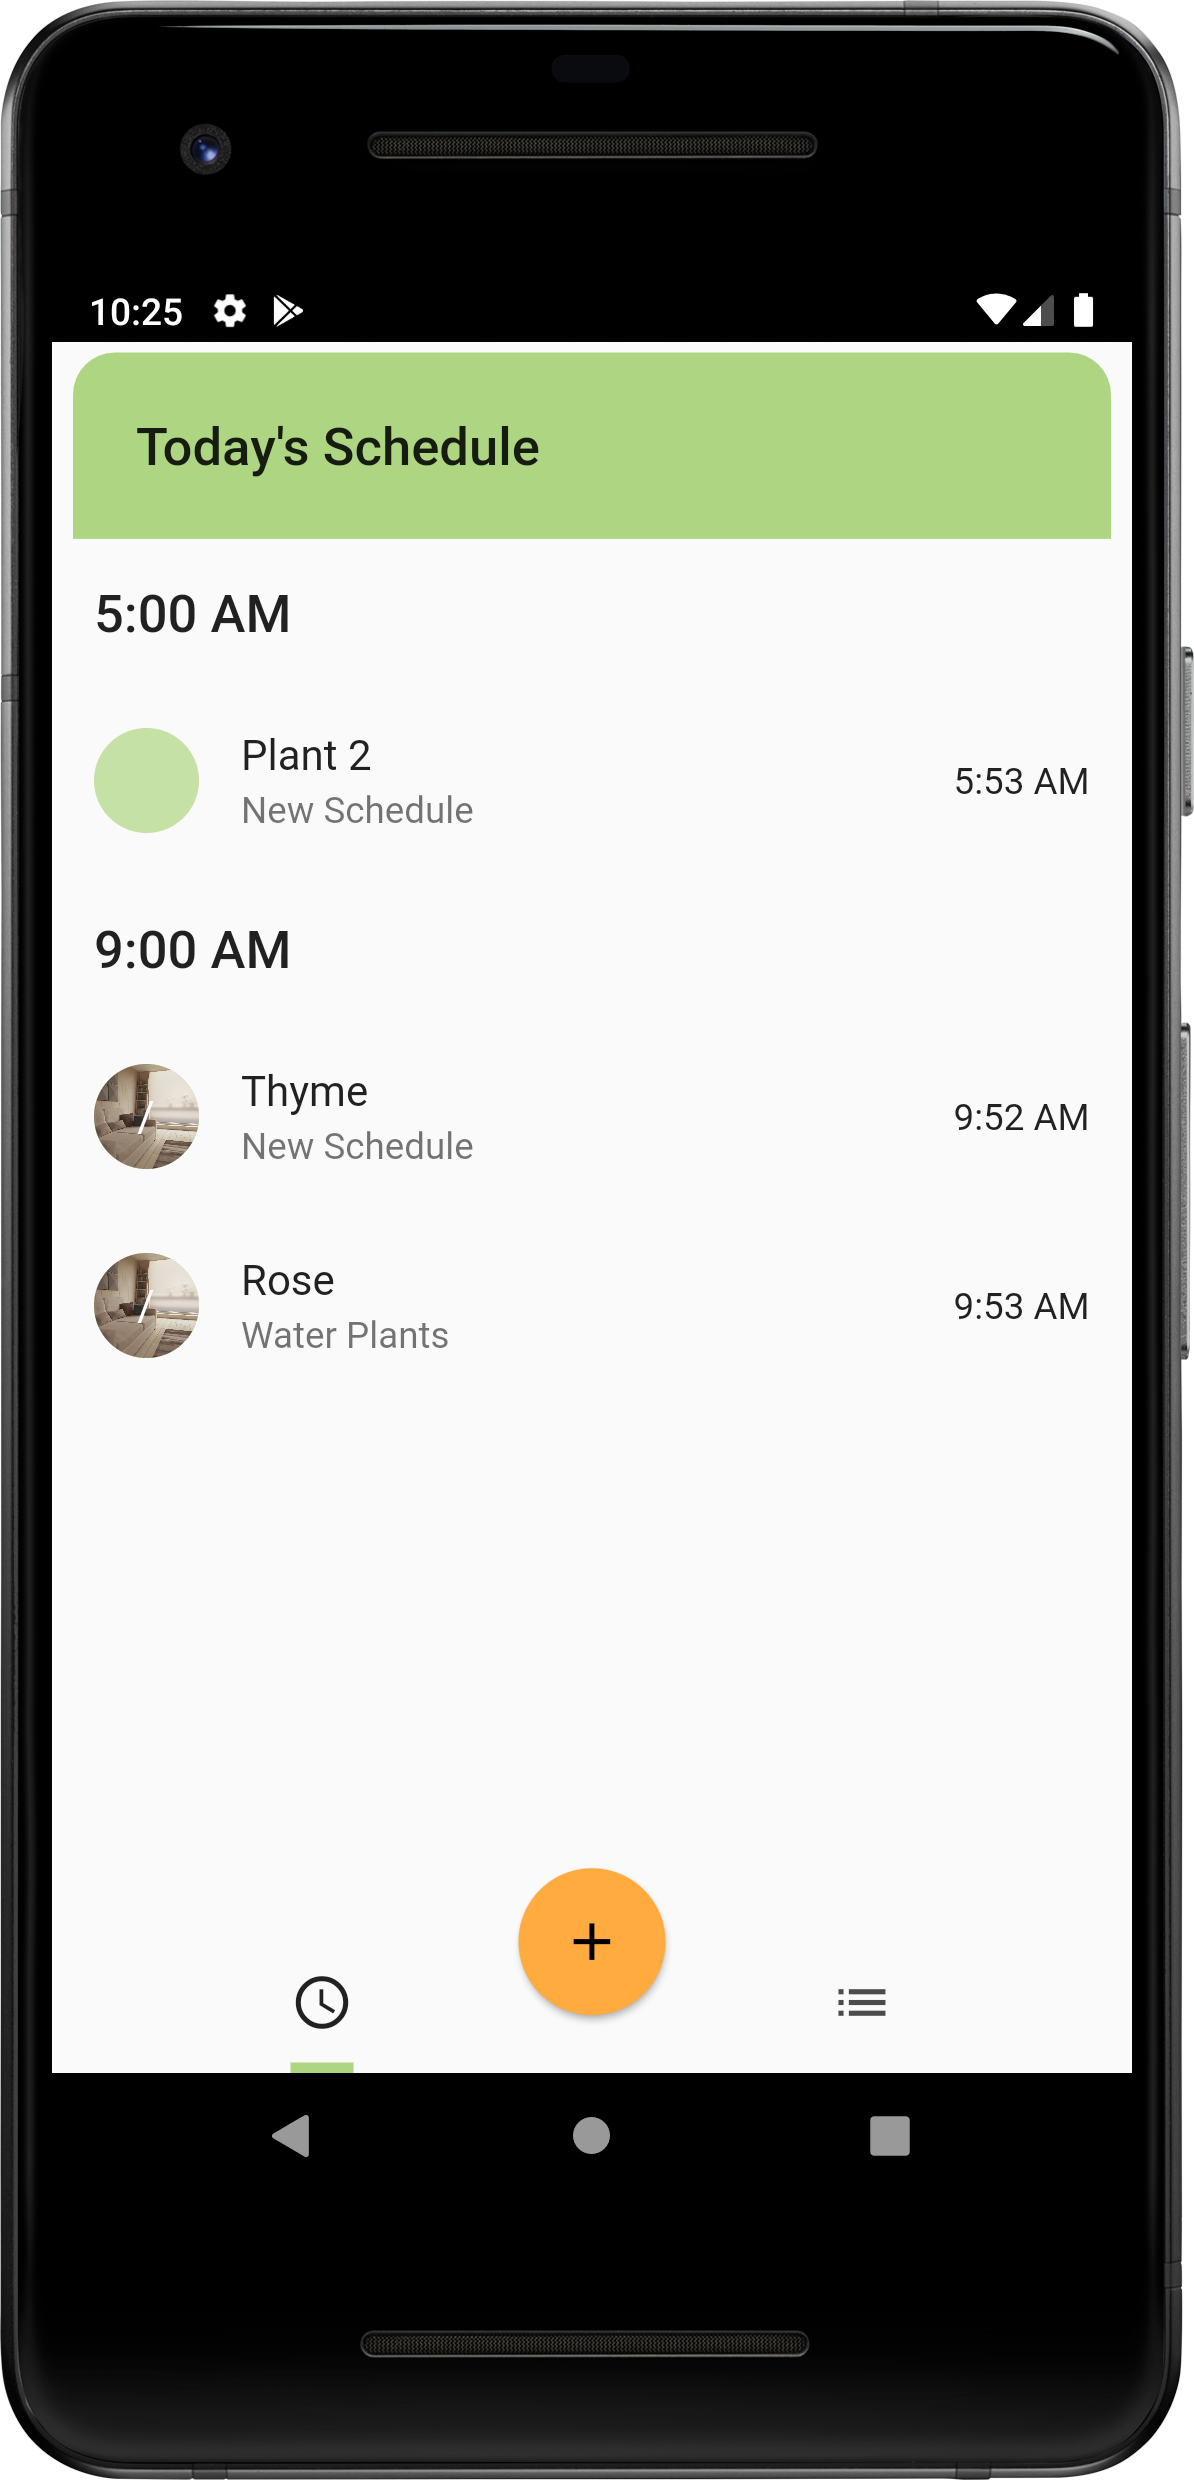 10:25
Today's Schedule
5:00 AM
Plant 2
New Schedule
5:53 AM
9:00 AM
Thyme
New Schedule
9:52 AM
Rose
Water Plants
9:53 AM